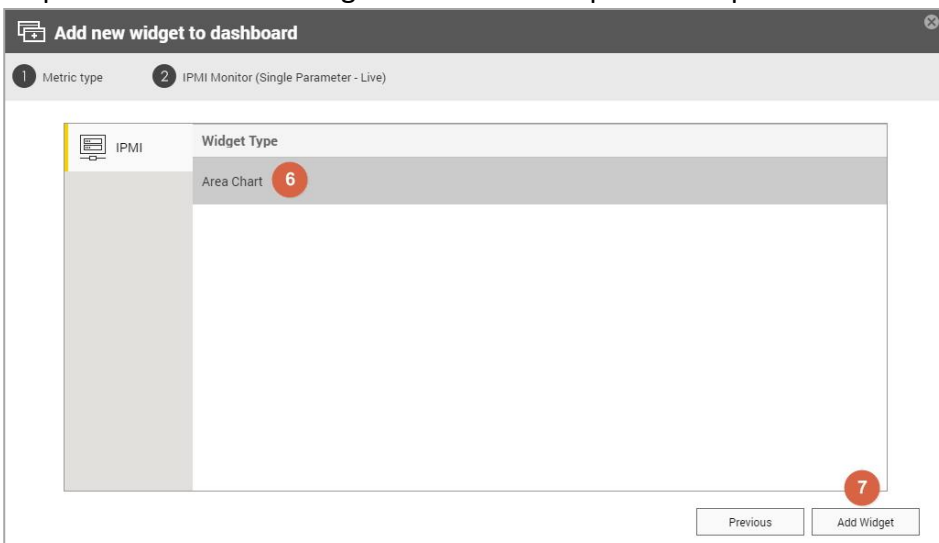 Add new widget to dashboard
1 Metric type 2 IPMI Monitor (Single Parameter - Live)
IPMI Widget Type
Area Chart 6
7
Previous Add Widget